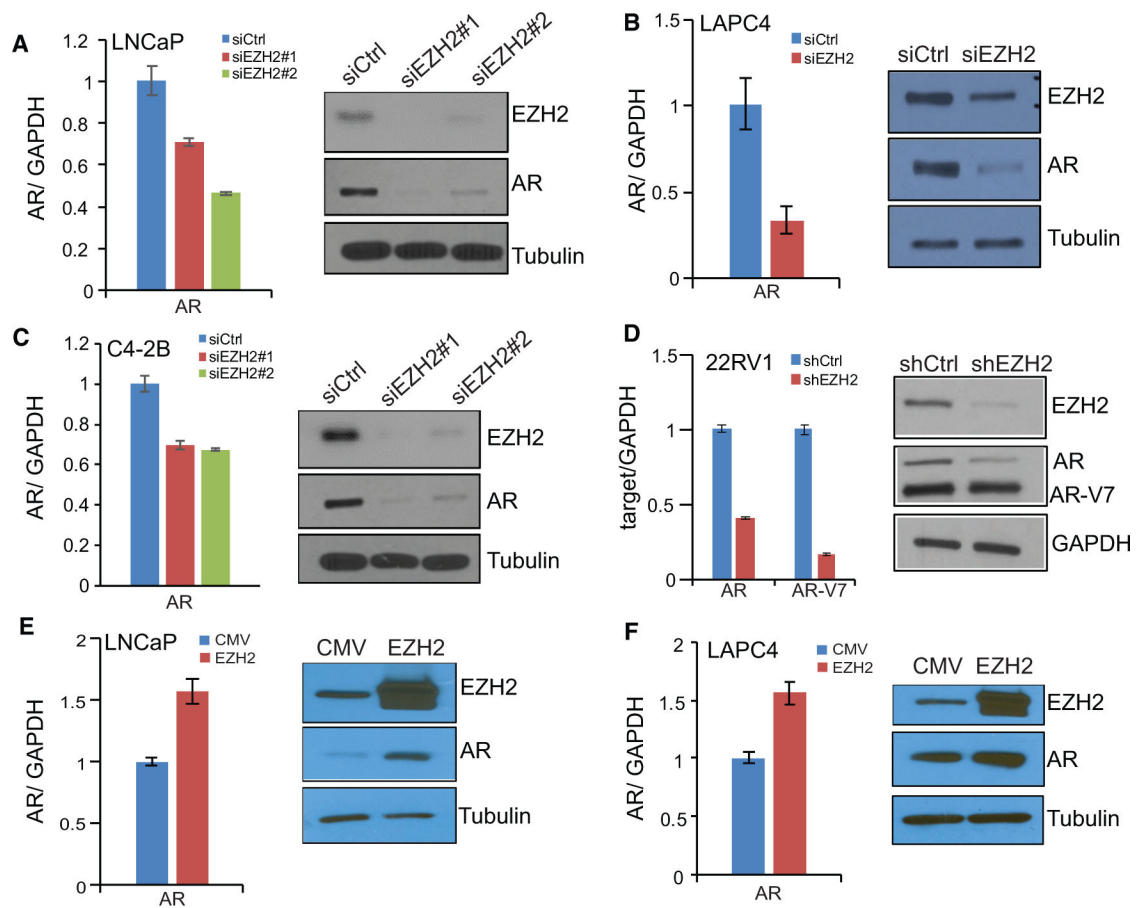 A
LNCaP
siCtrl
siEZH2#1
siEZH2#2
AR/ GAPDH
1.2
1
0.8
0.6
0.4
0.2
0
AR
siCtrl
siEZH2#1
siEZH2#2
EZH2
AR
Tubulin
B
LAPC4
siCtrl
siEZH2
AR/ GAPDH
1.5
1
0.5
0
AR
siCtrl siEZH2
EZH2
AR
Tubulin
C
C4-2B
siCtrl
siEZH2#1
siEZH2#2
AR/ GAPDH
1.2
1
0.8
0.6
0.4
0.2
0
AR
siCtrl
siEZH2#1
siEZH2#2
EZH2
AR
Tubulin
D
22RV1
shCtrl
shEZH2
target/GAPDH
1.5
1
0.5
0
AR AR-V7
shCtrl shEZH2
EZH2
AR
AR-V7
GAPDH
E
LNCaP
CMV
EZH2
AR/ GAPDH
2
1.5
1
0.5
0
AR
CMV EZH2
EZH2
AR
Tubulin
F
LAPC4
CMV
EZH2
AR/ GAPDH
2
1.5
1
0.5
0
AR
CMV EZH2
EZH2
AR
Tubulin